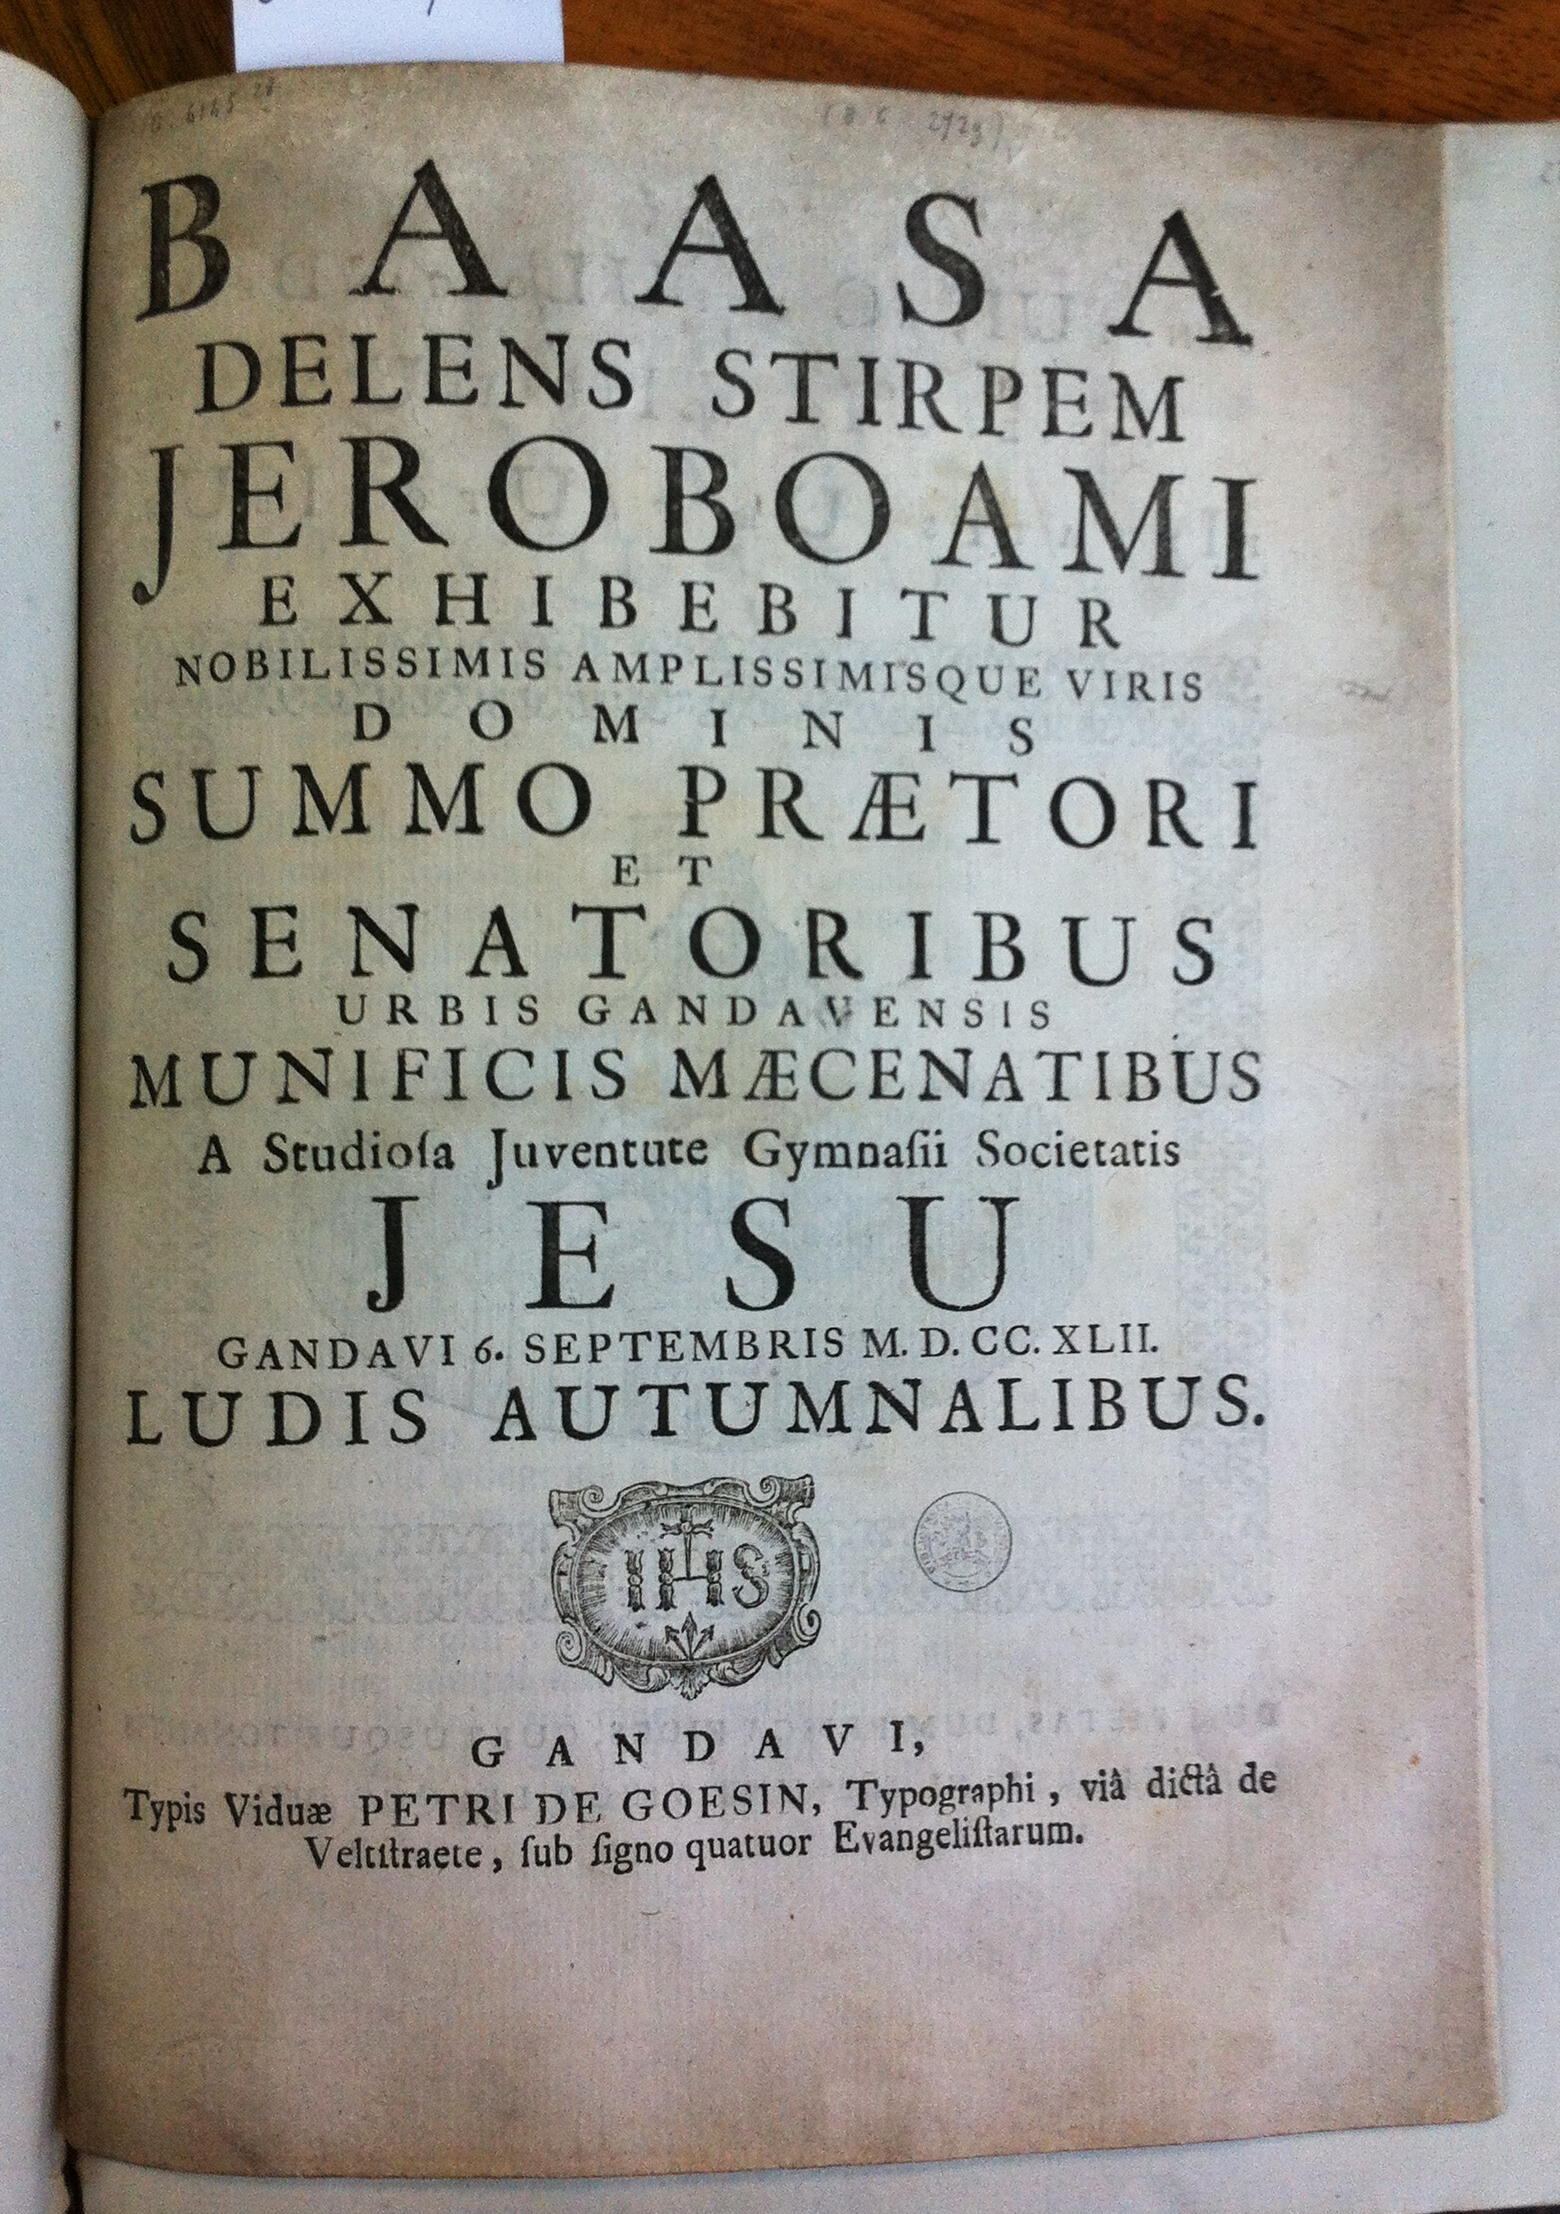 BAASA
DELENS STIRPEM
JEROBOAMI
EXHIBEBITUR
NOBILISSIMIS AMPLISSIMISQUE VIRIS
DOMINIS
SUMMO PRÆTORI
ET
SENATORIBUS
URBIS GANDAVENSIS
MUNIFICIS MÆCENATIBUS
A Studioſa Juventute Gymnaſii Societatis
JESU
GANDAVI 6. SEPTEMBRIS M. D. CC. XLII.
LUDIS AUTUMNALIBUS.
IHS
GANDAVI,
Typis Viduæ PETRI DE GOESIN, Typographi, viâ dictâ de
Veltſtraete, ſub ſigno quatuor Evangeliſtarum.